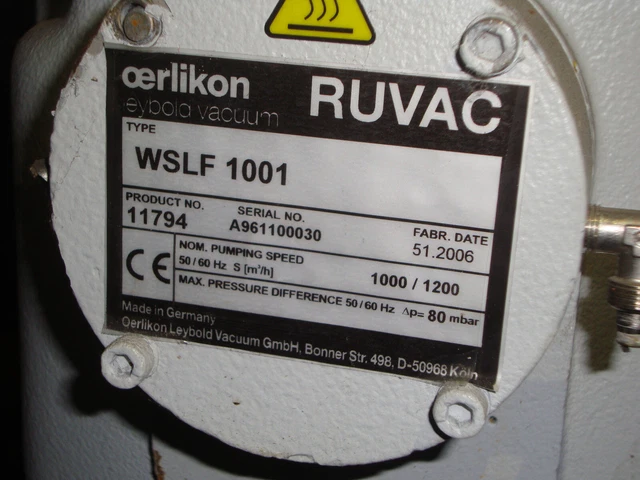 œrlikon
leybold vacuum
RUVAC
TYPE
WSLF 1001
PRODUCT NO.
11794
SERIAL NO.
A961100030
FABR. DATE
51.2006
CE
NOM. PUMPING SPEED
50/60 Hz S [m³/h]
1000 / 1200
MAX. PRESSURE DIFFERENCE 50/60 Hz Δp= 80 mbar
Made in Germany
Oerlikon Leybold Vacuum GmbH, Bonner Str. 498, D-50968 Köln